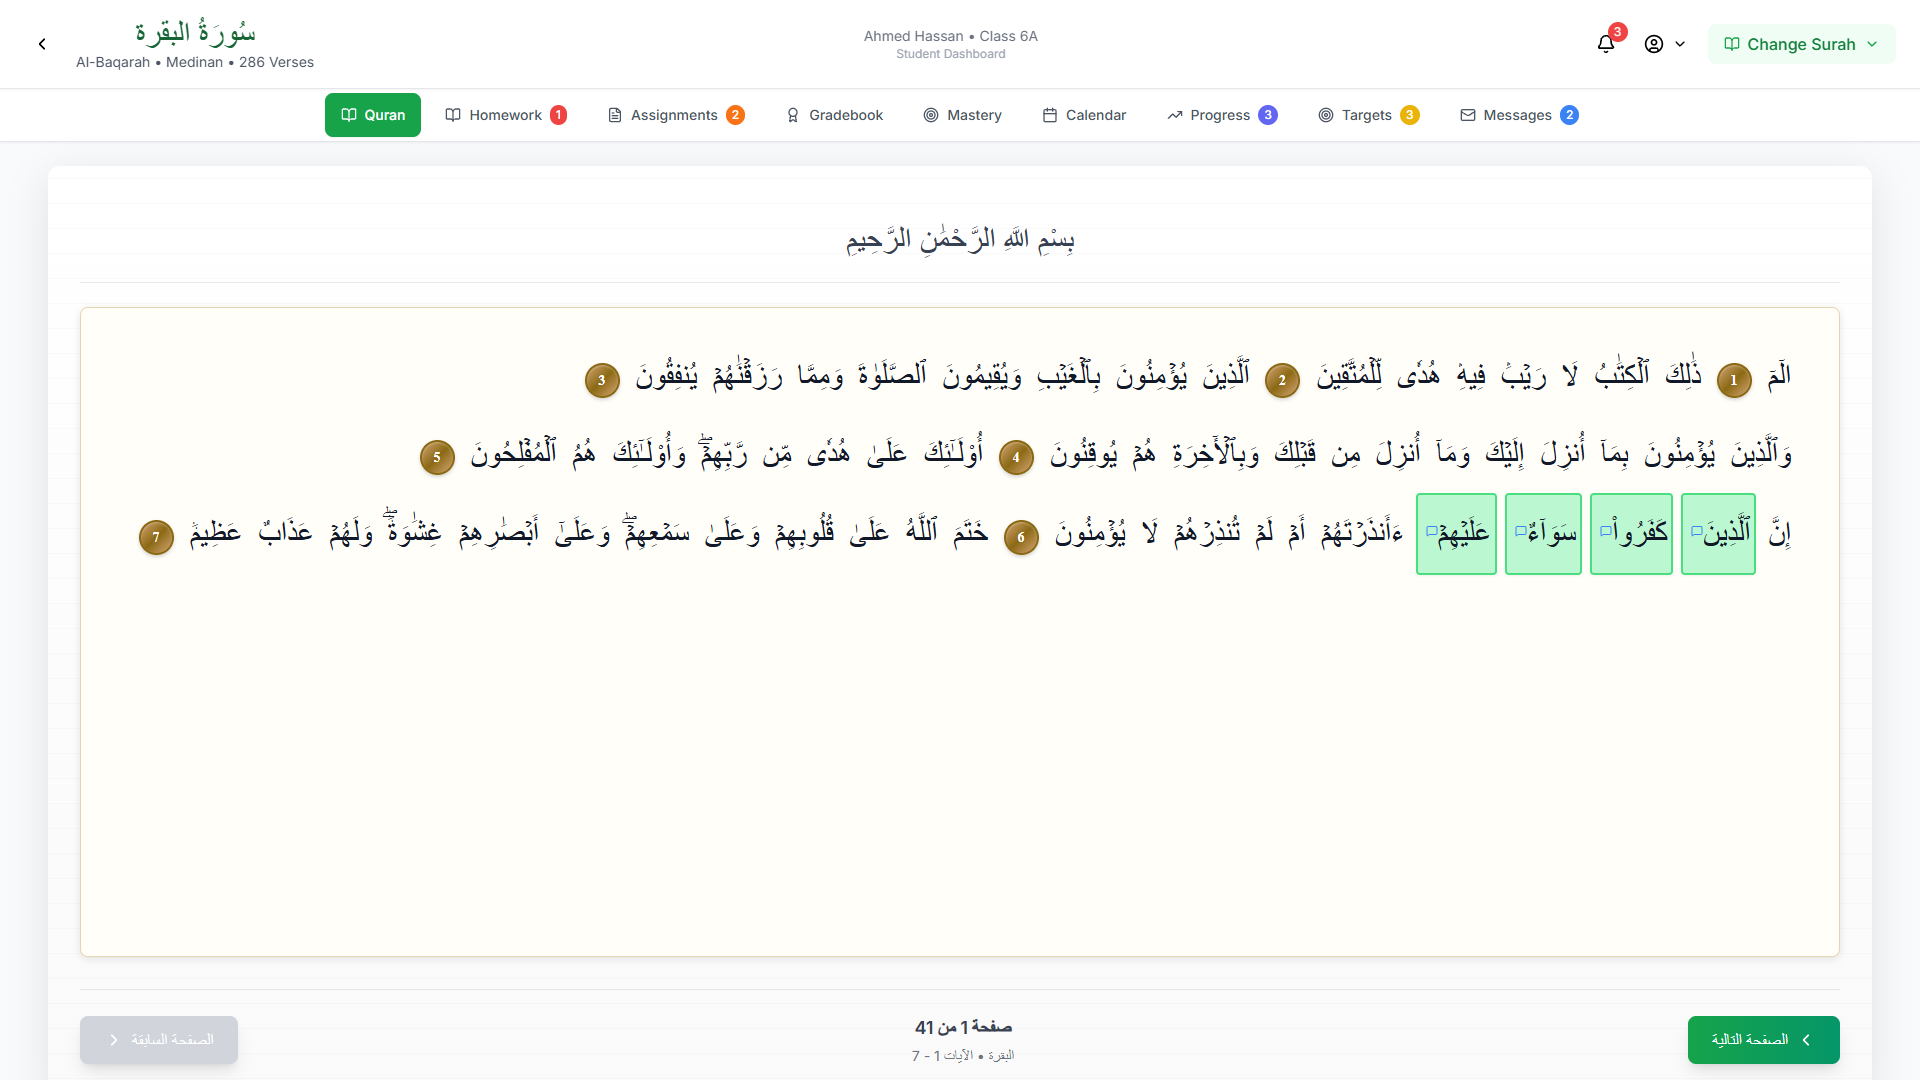 سُورَةُ البقرة
Al-Baqarah • Medinan • 286 Verses
Ahmed Hassan • Class 6A
Student Dashboard
3
Change Surah
Quran
Homework 1
Assignments 2
Gradebook
Mastery
Calendar
Progress 3
Targets 3
Messages 2
بِسْمِ اللَّهِ الرَّحْمَٰنِ الرَّحِيمِ
الٓمٓ 1 ذَٰلِكَ ٱلْكِتَٰبُ لَا رَيْبَ ۛ فِيهِ ۛ هُدًى لِّلْمُتَّقِينَ 2 ٱلَّذِينَ يُؤْمِنُونَ بِٱلْغَيْبِ وَيُقِيمُونَ ٱلصَّلَوٰةَ وَمِمَّا رَزَقْنَٰهُمْ يُنفِقُونَ 3
وَٱلَّذِينَ يُؤْمِنُونَ بِمَآ أُنزِلَ إِلَيْكَ وَمَآ أُنزِلَ مِن قَبْلِكَ وَبِٱلْأَخِرَةِ هُمْ يُوقِنُونَ 4 أُوْلَـٰٓئِكَ عَلَىٰ هُدًى مِّن رَّبِّهِمْ ۖ وَأُوْلَـٰٓئِكَ هُمُ ٱلْمُفْلِحُونَ 5
إِنَّ ٱلَّذِينَ كَفَرُوا۟ سَوَآءٌ عَلَيْهِمْ ءَأَنذَرْتَهُمْ أَمْ لَمْ تُنذِرْهُمْ لَا يُؤْمِنُونَ 6 خَتَمَ ٱللَّهُ عَلَىٰ قُلُوبِهِمْ وَعَلَىٰ سَمْعِهِمْ ۖ وَعَلَىٰٓ أَبْصَٰرِهِمْ غِشَٰوَةٌ ۖ وَلَهُمْ عَذَابٌ عَظِيمٌ 7
الصفحة السابقة
صفحة 1 من 41
البقرة • الآيات 1 - 7
الصفحة التالية